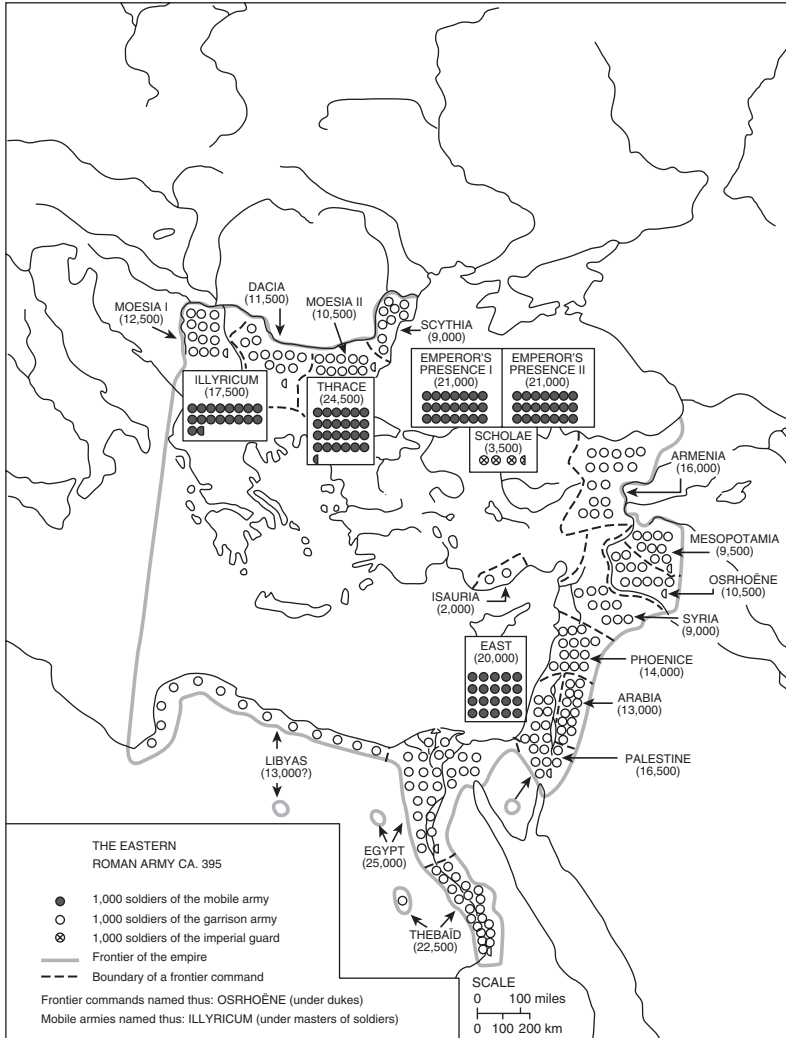 DACIA
(11,500)
MOESIA I
(12,500)
MOESIA II
(10,500)
SCYTHIA
(9,000)
ILLYRICUM
(17,500)
THRACE
(24,500)
EMPEROR'S
PRESENCE I
(21,000)
EMPEROR'S
PRESENCE II
(21,000)
SCHOLAE
(3,500)
ARMENIA
(16,000)
MESOPOTAMIA
(9,500)
OSRHOËNE
(10,500)
ISAURIA
(2,000)
SYRIA
(9,000)
EAST
(20,000)
PHOENICE
(14,000)
ARABIA
(13,000)
PALESTINE
(16,500)
LIBYAS
(13,000?)
EGYPT
(25,000)
THEBAÏD
(22,500)
THE EASTERN
ROMAN ARMY CA. 395
1,000 soldiers of the mobile army
1,000 soldiers of the garrison army
1,000 soldiers of the imperial guard
Frontier of the empire
Boundary of a frontier command
Frontier commands named thus: OSRHOËNE (under dukes)
Mobile armies named thus: ILLYRICUM (under masters of soldiers)
SCALE
0 100 miles
0 100 200 km